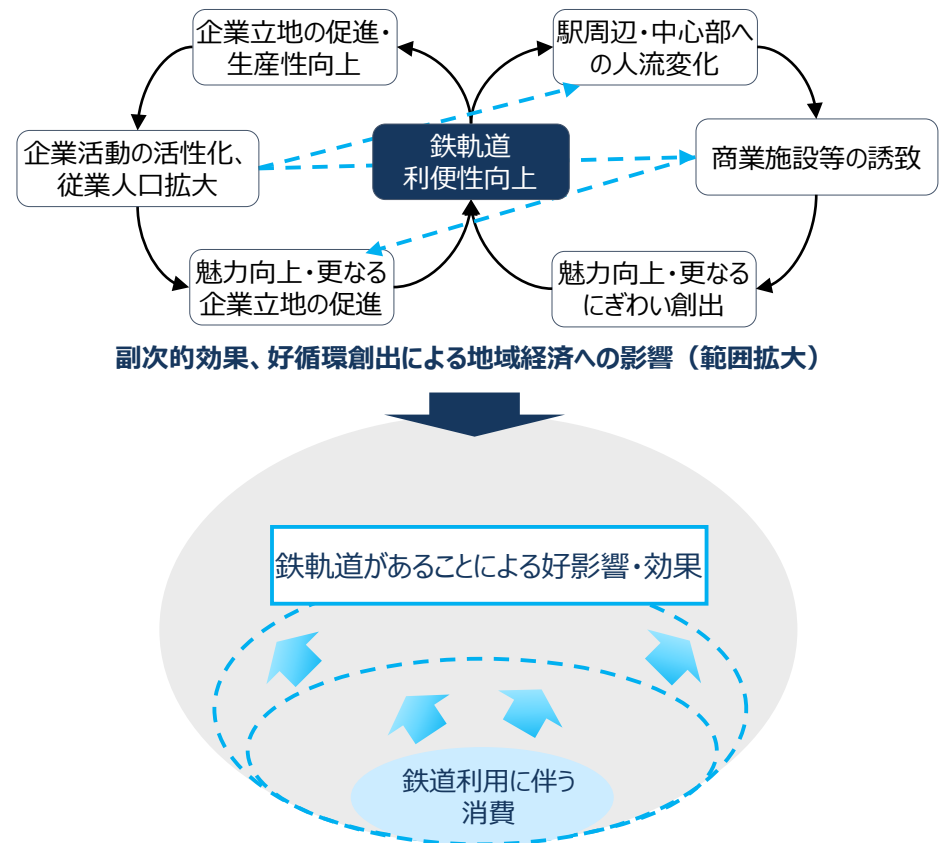 企業立地の促進・
生産性向上
駅周辺・中心部へ
の人流変化
企業活動の活性化、
従業人口拡大
鉄軌道
利便性向上
商業施設等の誘致
魅力向上・更なる
企業立地の促進
魅力向上・更なる
にぎわい創出
副次的効果、好循環創出による地域経済への影響（範囲拡大）
鉄軌道があることによる好影響・効果
鉄道利用に伴う
消費